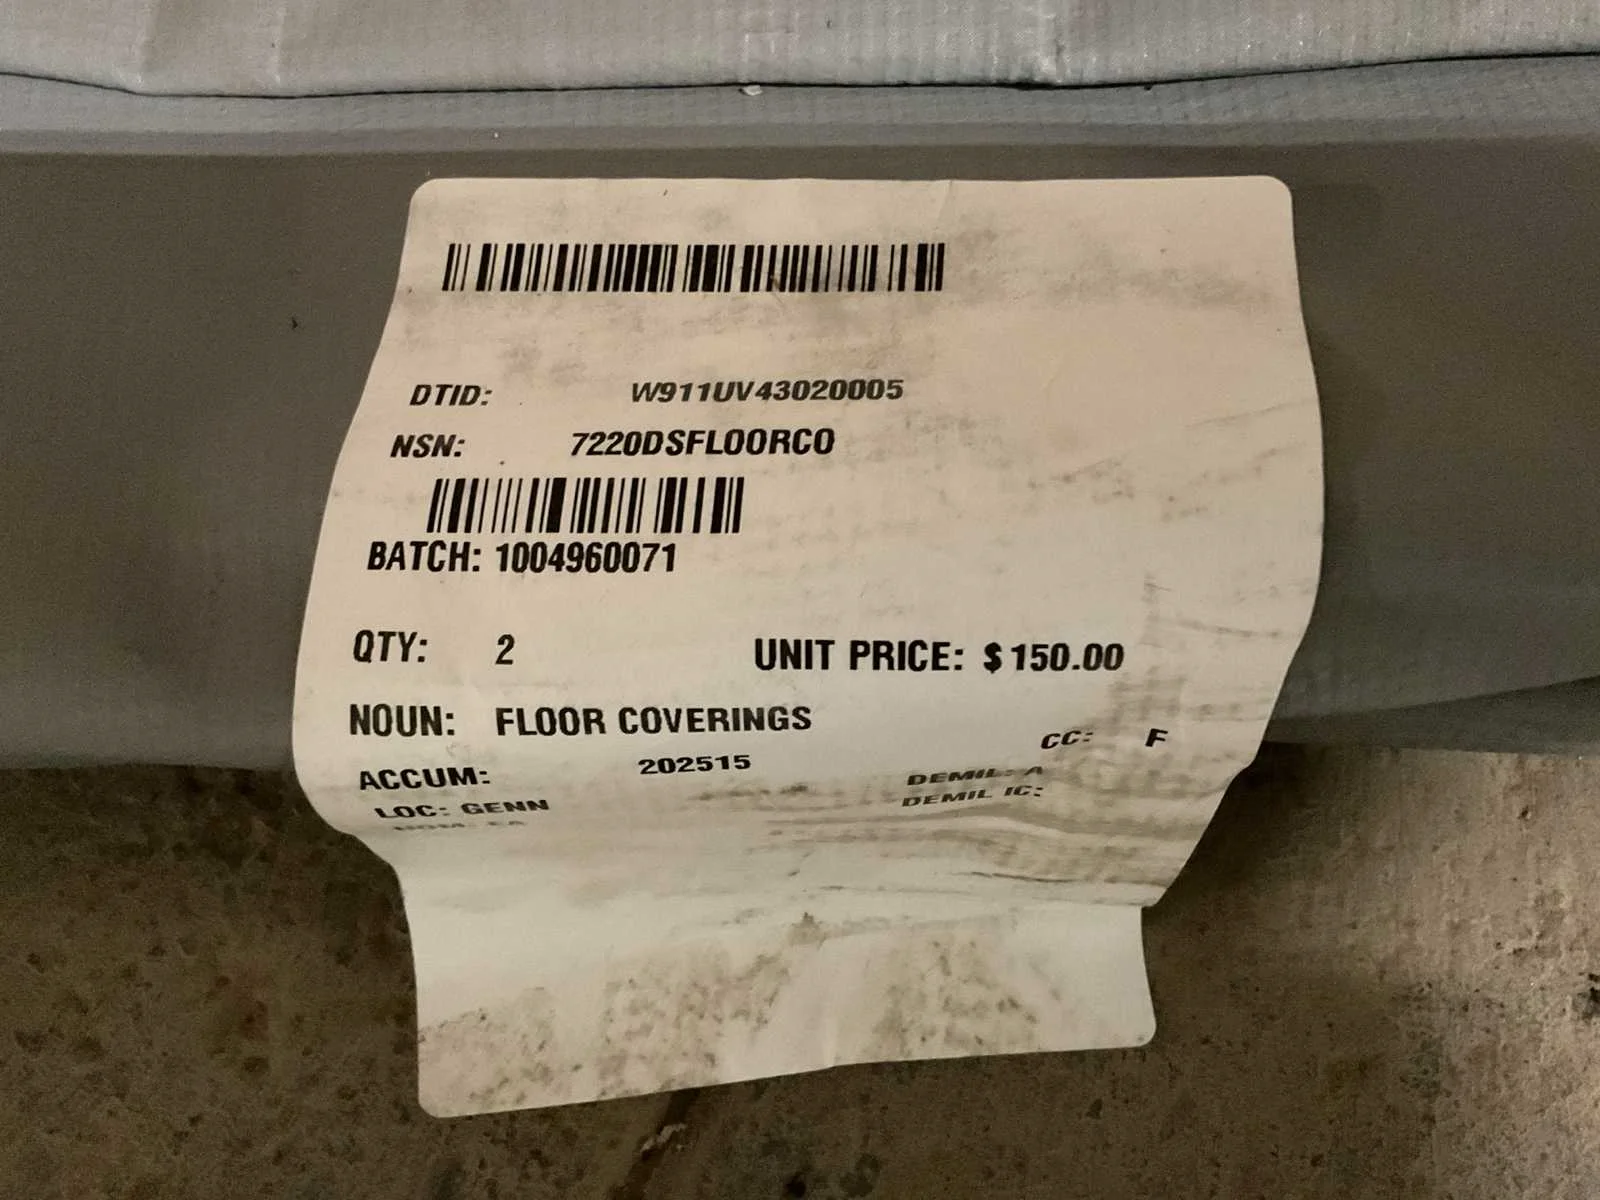 DTID: W911UV43020005
NSN: 7220DSFLOORCO
BATCH: 1004960071
QTY: 2 UNIT PRICE: $150.00
NOUN: FLOOR COVERINGS
CC: F
ACCUM: 202515
DEMIL: A
LOC: GENN
DEMIL IC: